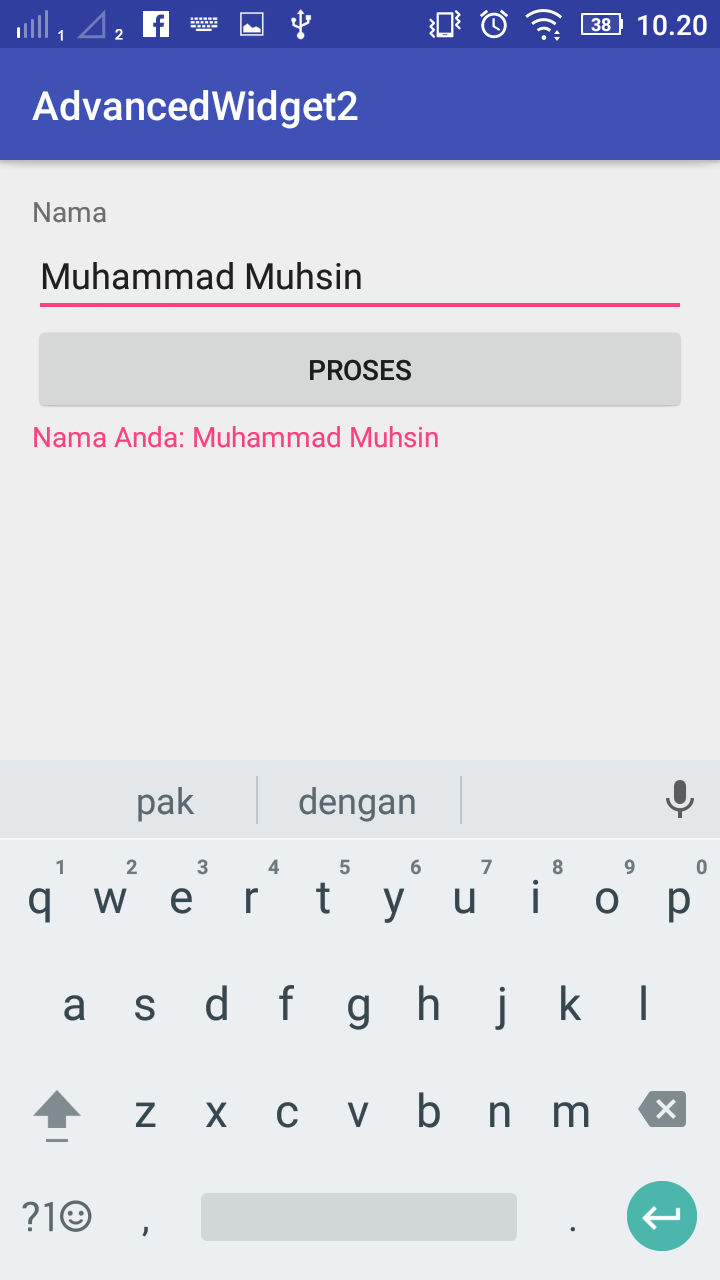 1 2 38 10.20
AdvancedWidget2
Nama
Muhammad Muhsin
PROSES
Nama Anda: Muhammad Muhsin
pak dengan
1 2 3 4 5 6 7 8 9 0
q w e r t y u i o p
a s d f g h j k l
z x c v b n m
?1☺ , .